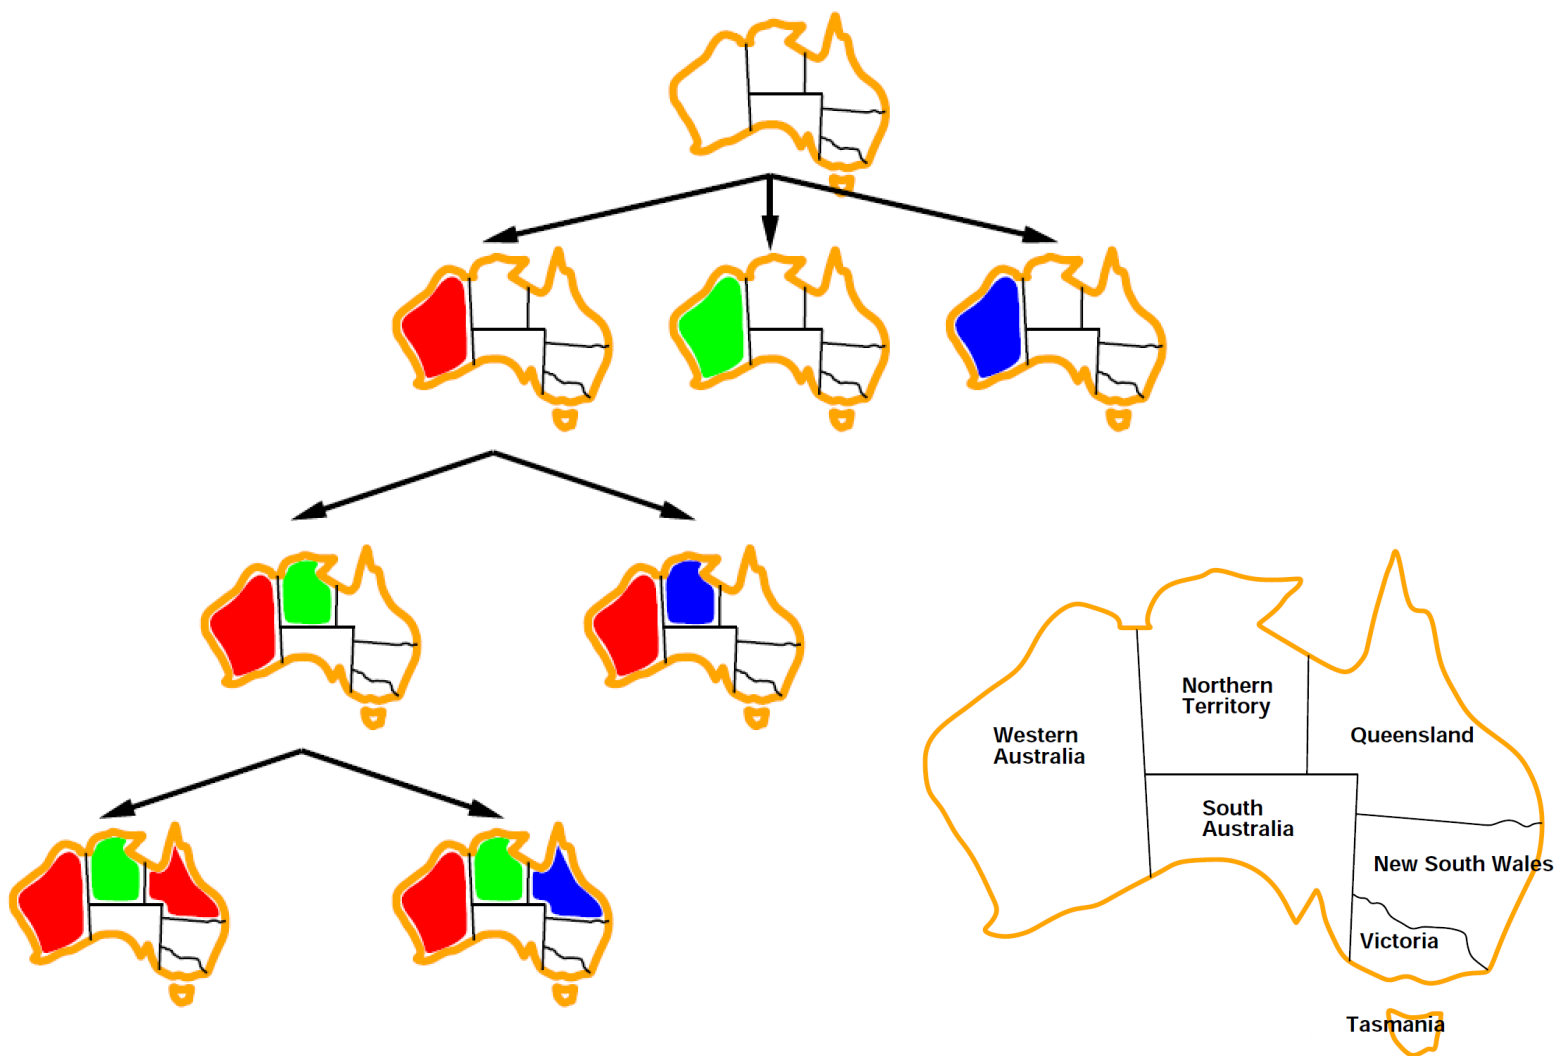 Northern
Territory
Western
Australia
Queensland
South
Australia
New South Wales
Victoria
Tasmania